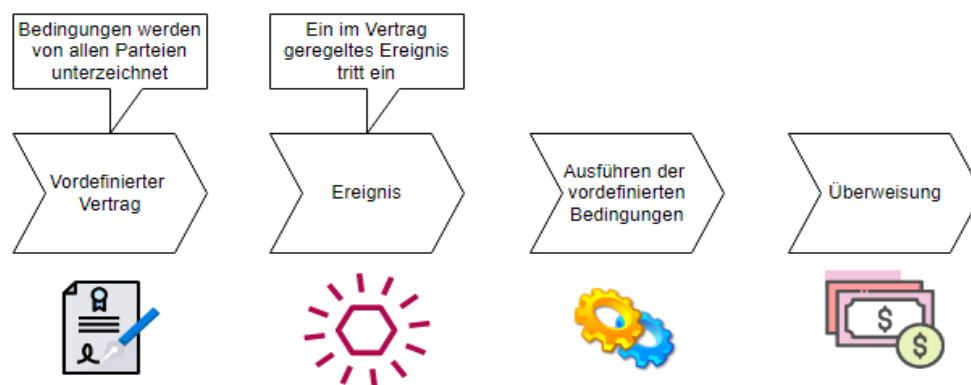 Bedingungen werden
von allen Parteien
unterzeichnet
Ein im Vertrag
geregeltes Ereignis
tritt ein
Vordefinierter
Vertrag
Ereignis
Ausführen der
vordefinierten
Bedingungen
Überweisung
$
$